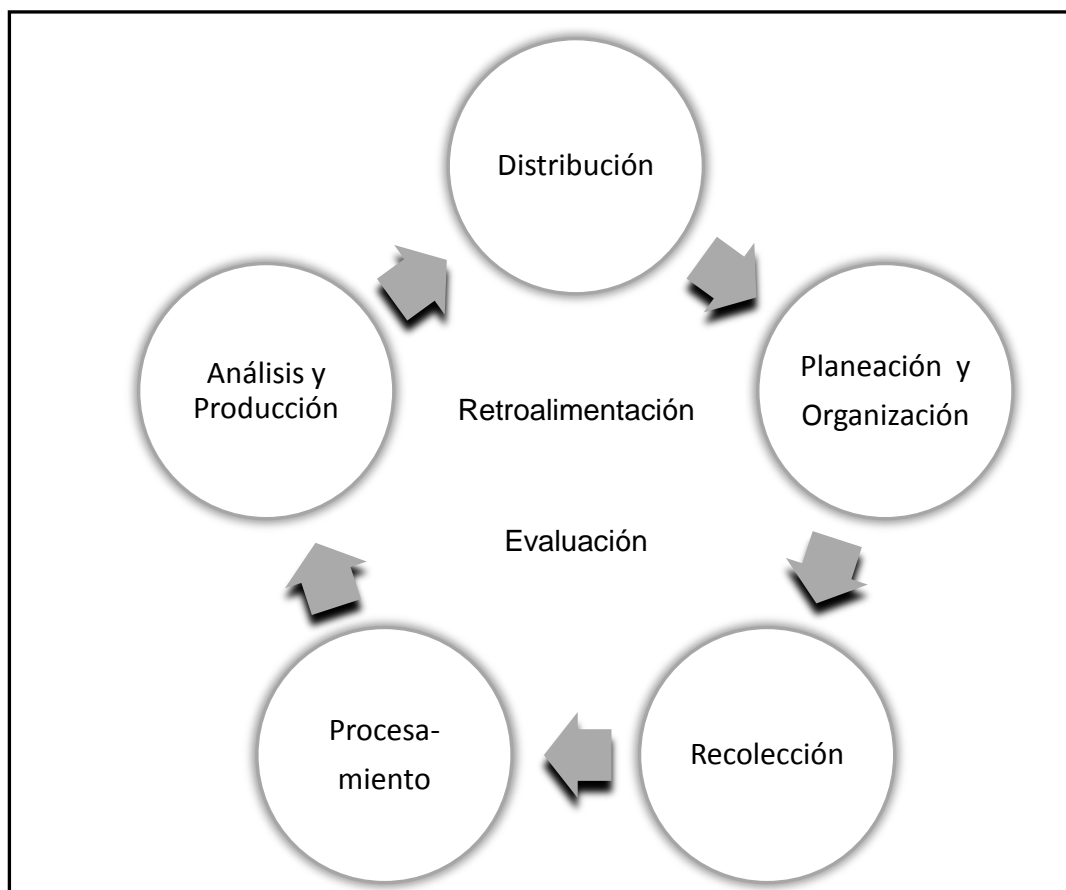 Distribución
Planeación y
Organización
Análisis y
Producción
Retroalimentación
Evaluación
Procesa-
miento
Recolección